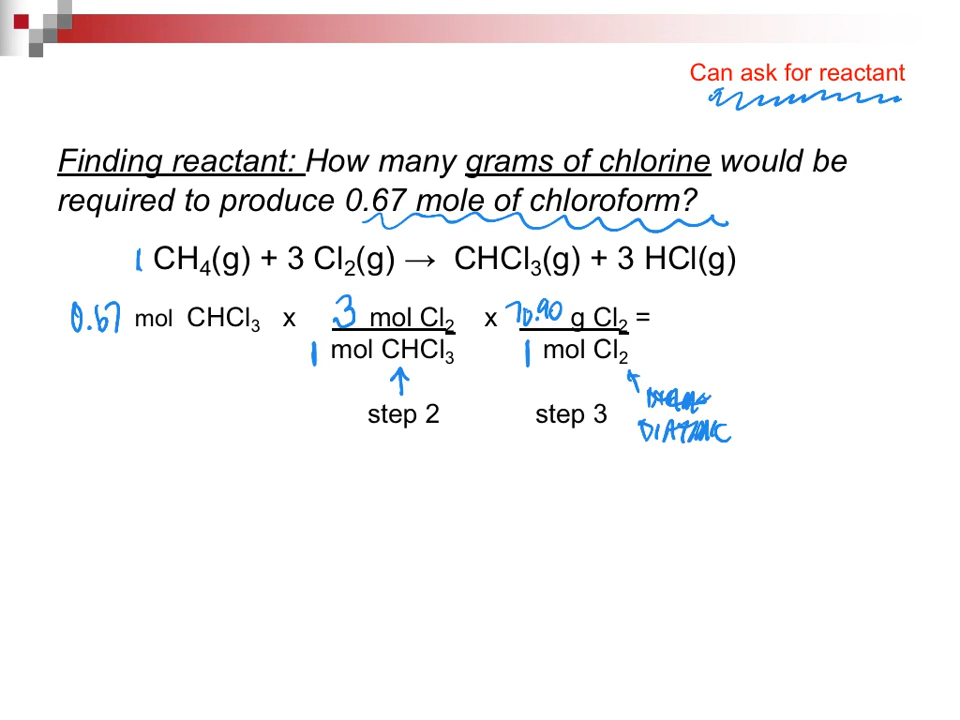 Can ask for reactant
Finding reactant: How many grams of chlorine would be
required to produce 0.67 mole of chloroform?
1 CH₄(g) + 3 Cl₂(g) → CHCl₃(g) + 3 HCl(g)
0.67 mol CHCl₃ x 3 mol Cl₂ x 70.90 g Cl₂ =
1 mol CHCl₃ 1 mol Cl₂
step 2 step 3
DIATOMIC